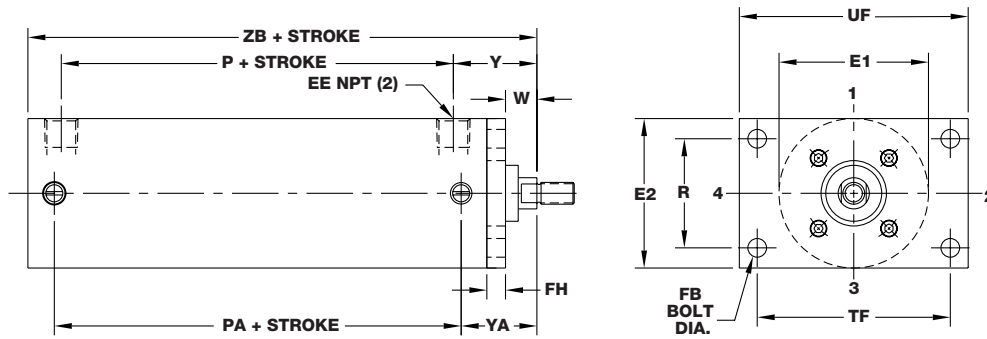 ZB + STROKE
P + STROKE
Y
EE NPT (2)
W
FH
PA + STROKE
YA
UF
E1
1
E2
R
4
2
3
FB
BOLT
DIA.
TF